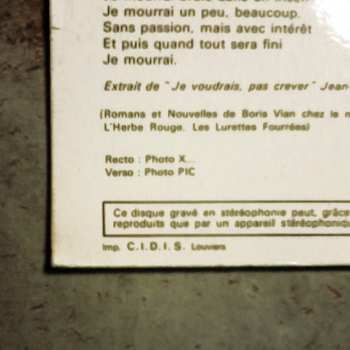 Je mourrai un peu, beaucoup.
Sans passion, mais avec intérêt
Et puis quand tout sera fini
Je mourrai.
Extrait de "Je voudrais, pas crever" Jean-
(Romans et Nouvelles de Boris Vian chez le
L'Herbe Rouge, Les Lurettes Fourrées)
Recto : Photo X...
Verso : Photo PIC
Ce disque gravé en stéréophonie peut, grâce
reproduits que par un appareil stéréophonique
Imp. C.I.D.I.S. Louviers